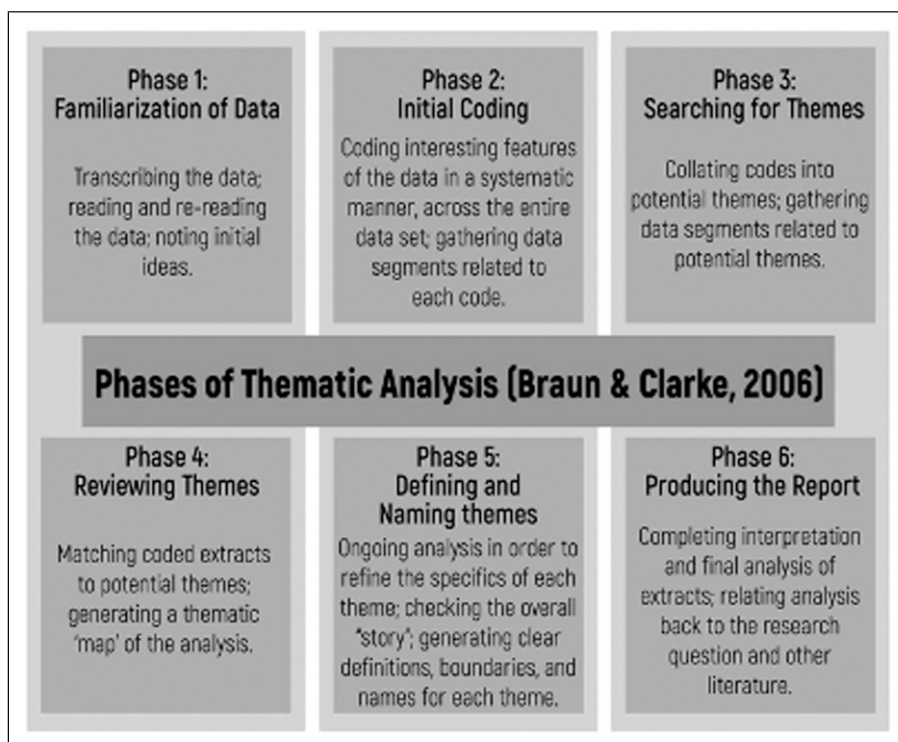 Phase 1:
Familiarization of Data
Transcribing the data;
reading and re-reading
the data; noting initial
ideas.
Phase 2:
Initial Coding
Coding interesting features
of the data in a systematic
manner, across the entire
data set; gathering data
segments related to
each code.
Phase 3:
Searching for Themes
Collating codes into
potential themes; gathering
data segments related to
potential themes.
Phases of Thematic Analysis (Braun & Clarke, 2006)
Phase 4:
Reviewing Themes
Matching coded extracts
to potential themes;
generating a thematic
'map' of the analysis.
Phase 5:
Defining and
Naming themes
Ongoing analysis in order to
refine the specifics of each
theme; checking the overall
"story"; generating clear
definitions, boundaries, and
names for each theme.
Phase 6:
Producing the Report
Completing interpretation
and final analysis of
extracts; relating analysis
back to the research
question and other
literature.